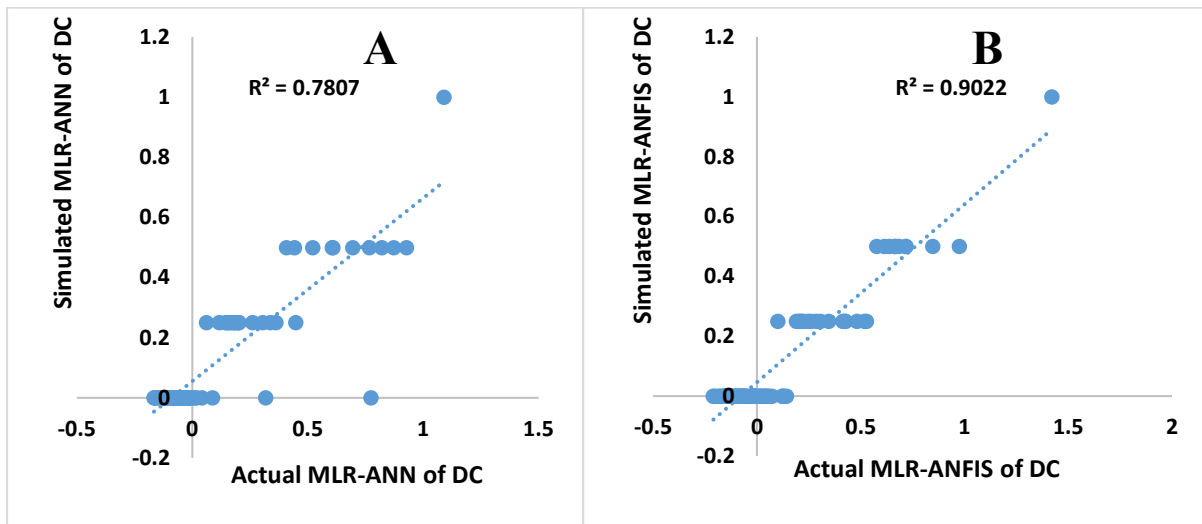 A
R² = 0.7807
Simulated MLR-ANN of DC
1.2
1
0.8
0.6
0.4
0.2
0
-0.2
-0.5 0 0.5 1 1.5
Actual MLR-ANN of DC
B
R² = 0.9022
Simulated MLR-ANFIS of DC
1.2
1
0.8
0.6
0.4
0.2
0
-0.2
-0.5 0 0.5 1 1.5 2
Actual MLR-ANFIS of DC